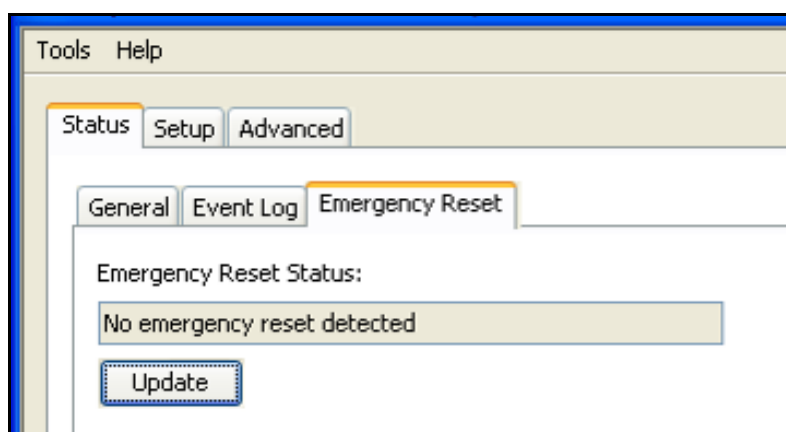 Tools Help
Status Setup Advanced
General Event Log Emergency Reset
Emergency Reset Status:
No emergency reset detected
Update